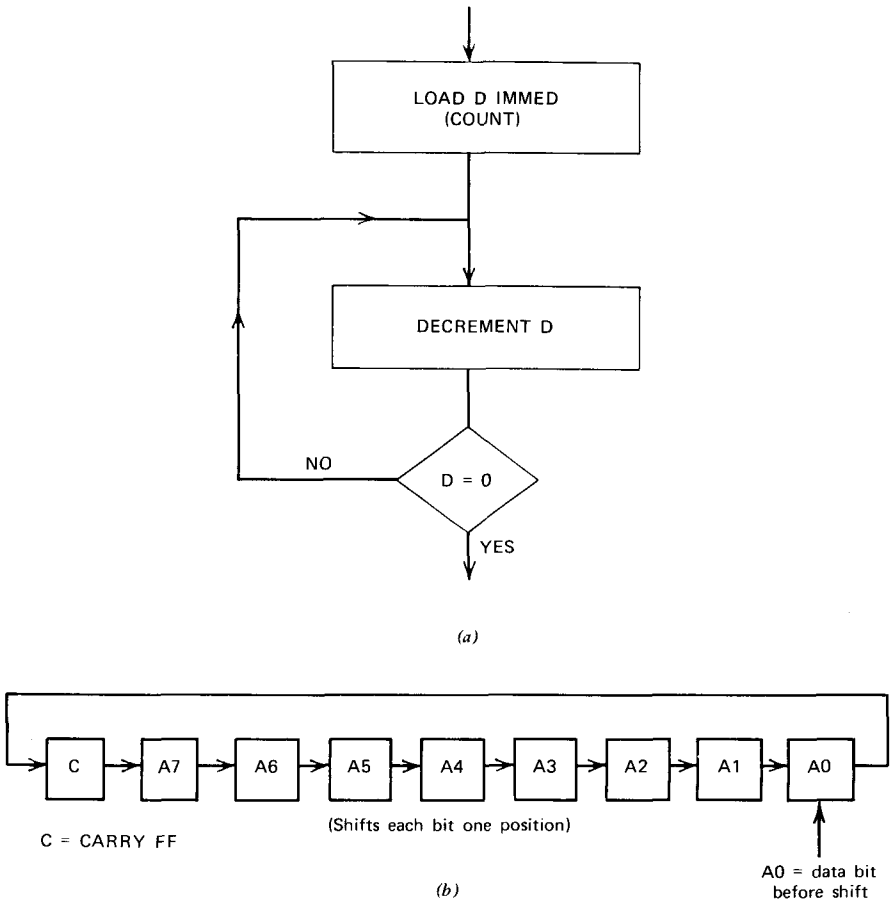 LOAD D IMMED
(COUNT)
DECREMENT D
D = 0
NO
YES
(a)
C
A7
A6
A5
A4
A3
A2
A1
A0
C = CARRY FF
(Shifts each bit one position)
A0 = data bit
before shift
(b)